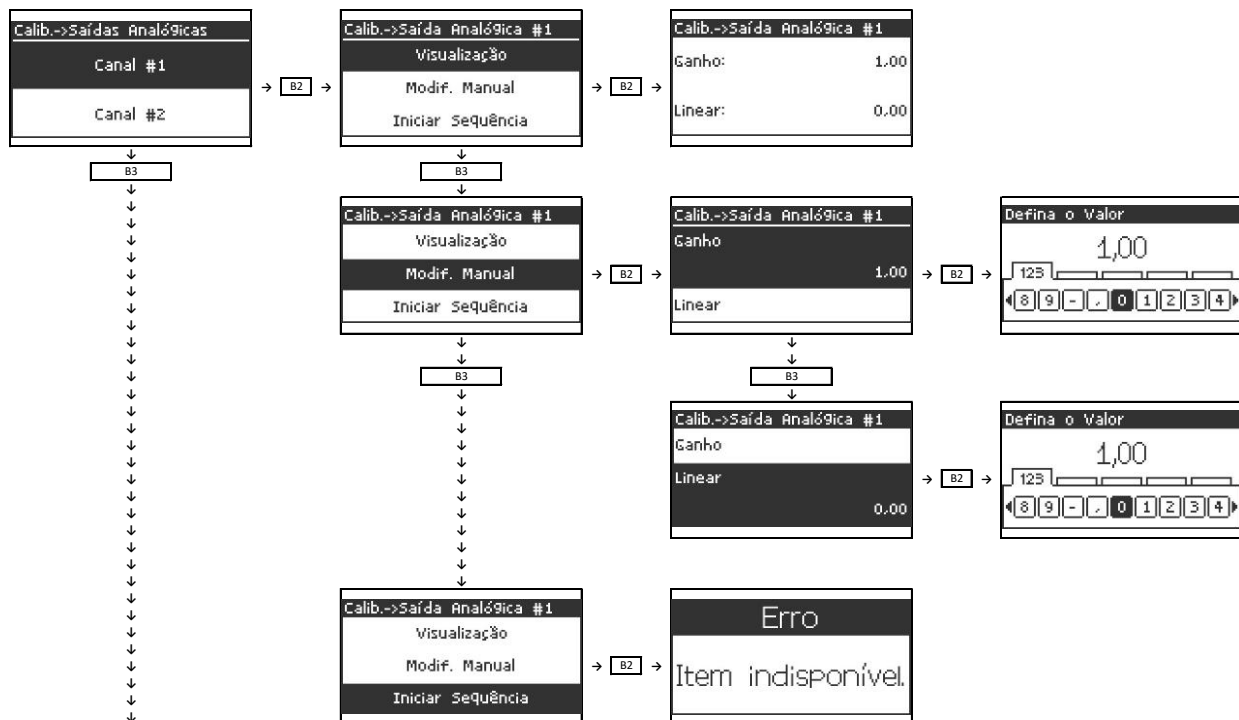 Calib.->Saídas Analógicas
Canal #1
Canal #2
→ B2 →
Calib.->Saída Analógica #1
Visualização
Modif. Manual
Iniciar Sequência
→ B2 →
Calib.->Saída Analógica #1
Ganho: 1,00
Linear: 0,00
B3
B3
Calib.->Saída Analógica #1
Visualização
Modif. Manual
Iniciar Sequência
→ B2 →
Calib.->Saída Analógica #1
Ganho
1,00
Linear
→ B2 →
Defina o Valor
1,00
123
8 9 - , 0 1 2 3 4
B3
B3
Calib.->Saída Analógica #1
Ganho
Linear
0,00
→ B2 →
Defina o Valor
1,00
123
8 9 - , 0 1 2 3 4
Calib.->Saída Analógica #1
Visualização
Modif. Manual
Iniciar Sequência
→ B2 →
Erro
Item indisponível.